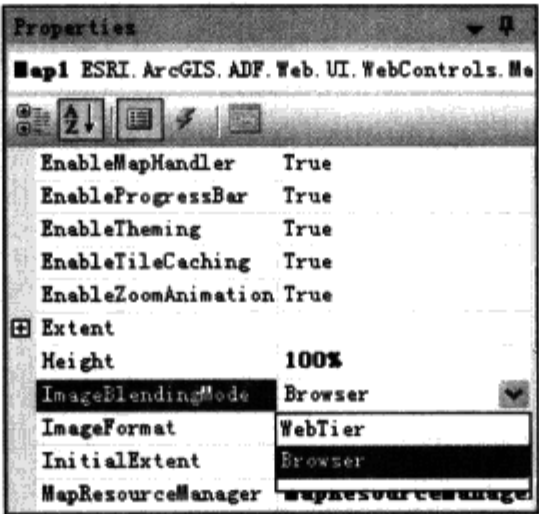 Properties
Map1 ESRI.ArcGIS.ADF.Web.UI.WebControls.Ma
EnableMapHandler True
EnableProgressBar True
EnableTheming True
EnableTileCaching True
EnableZoomAnimation True
Extent
Height 100%
ImageBlendingMode Browser
ImageFormat WebTier
InitialExtent Browser
MapResourceManager MapResourceManage